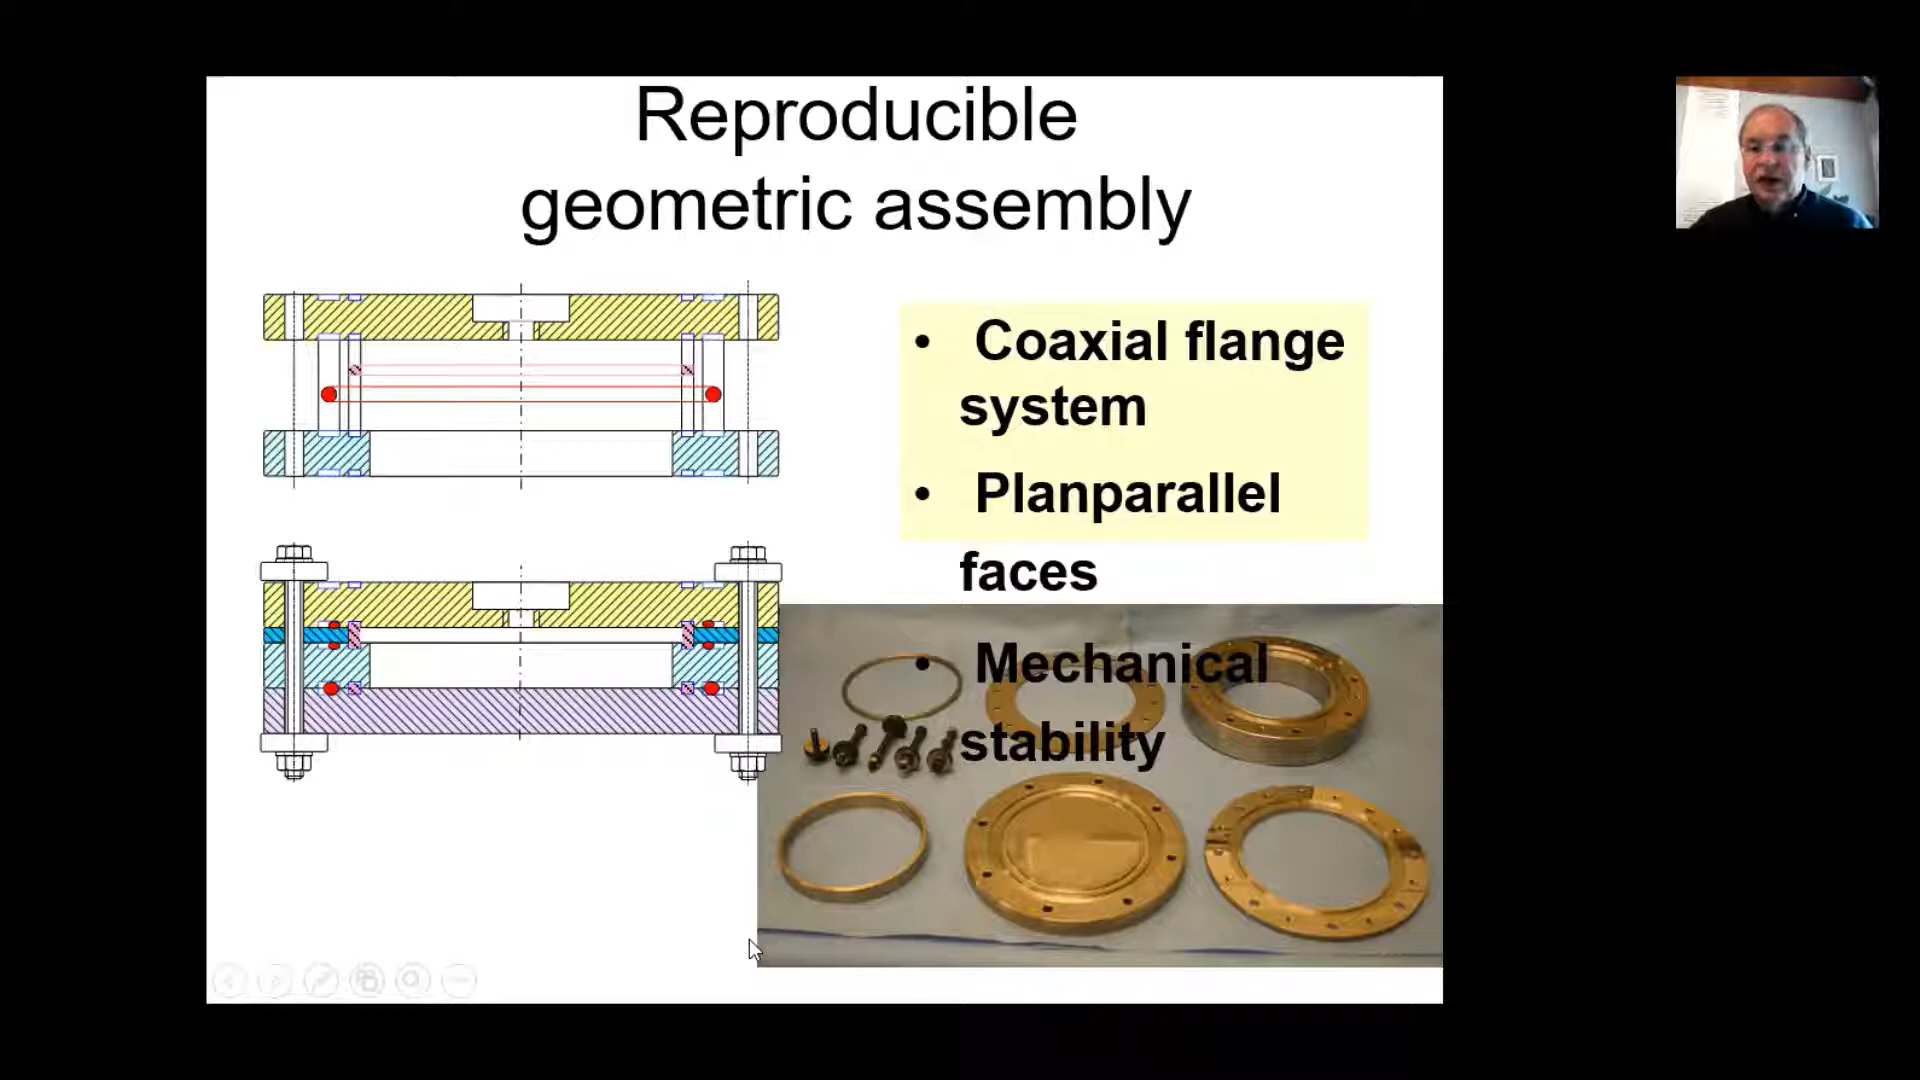 Reproducible
geometric assembly
• Coaxial flange
system
• Planparallel
faces
• Mechanical
stability